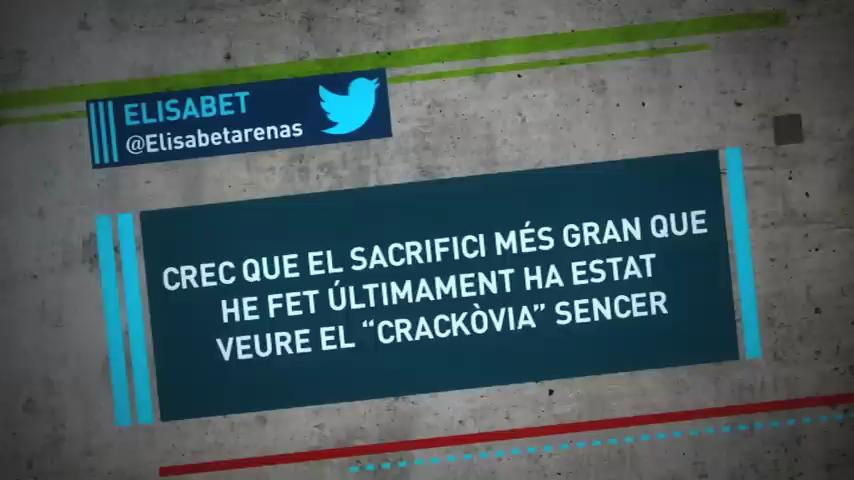 ELISABET
@Elisabetarenas
CREC QUE EL SACRIFICI MÉS GRAN QUE
HE FET ÚLTIMAMENT HA ESTAT
VEURE EL “CRACKÒVIA” SENCER